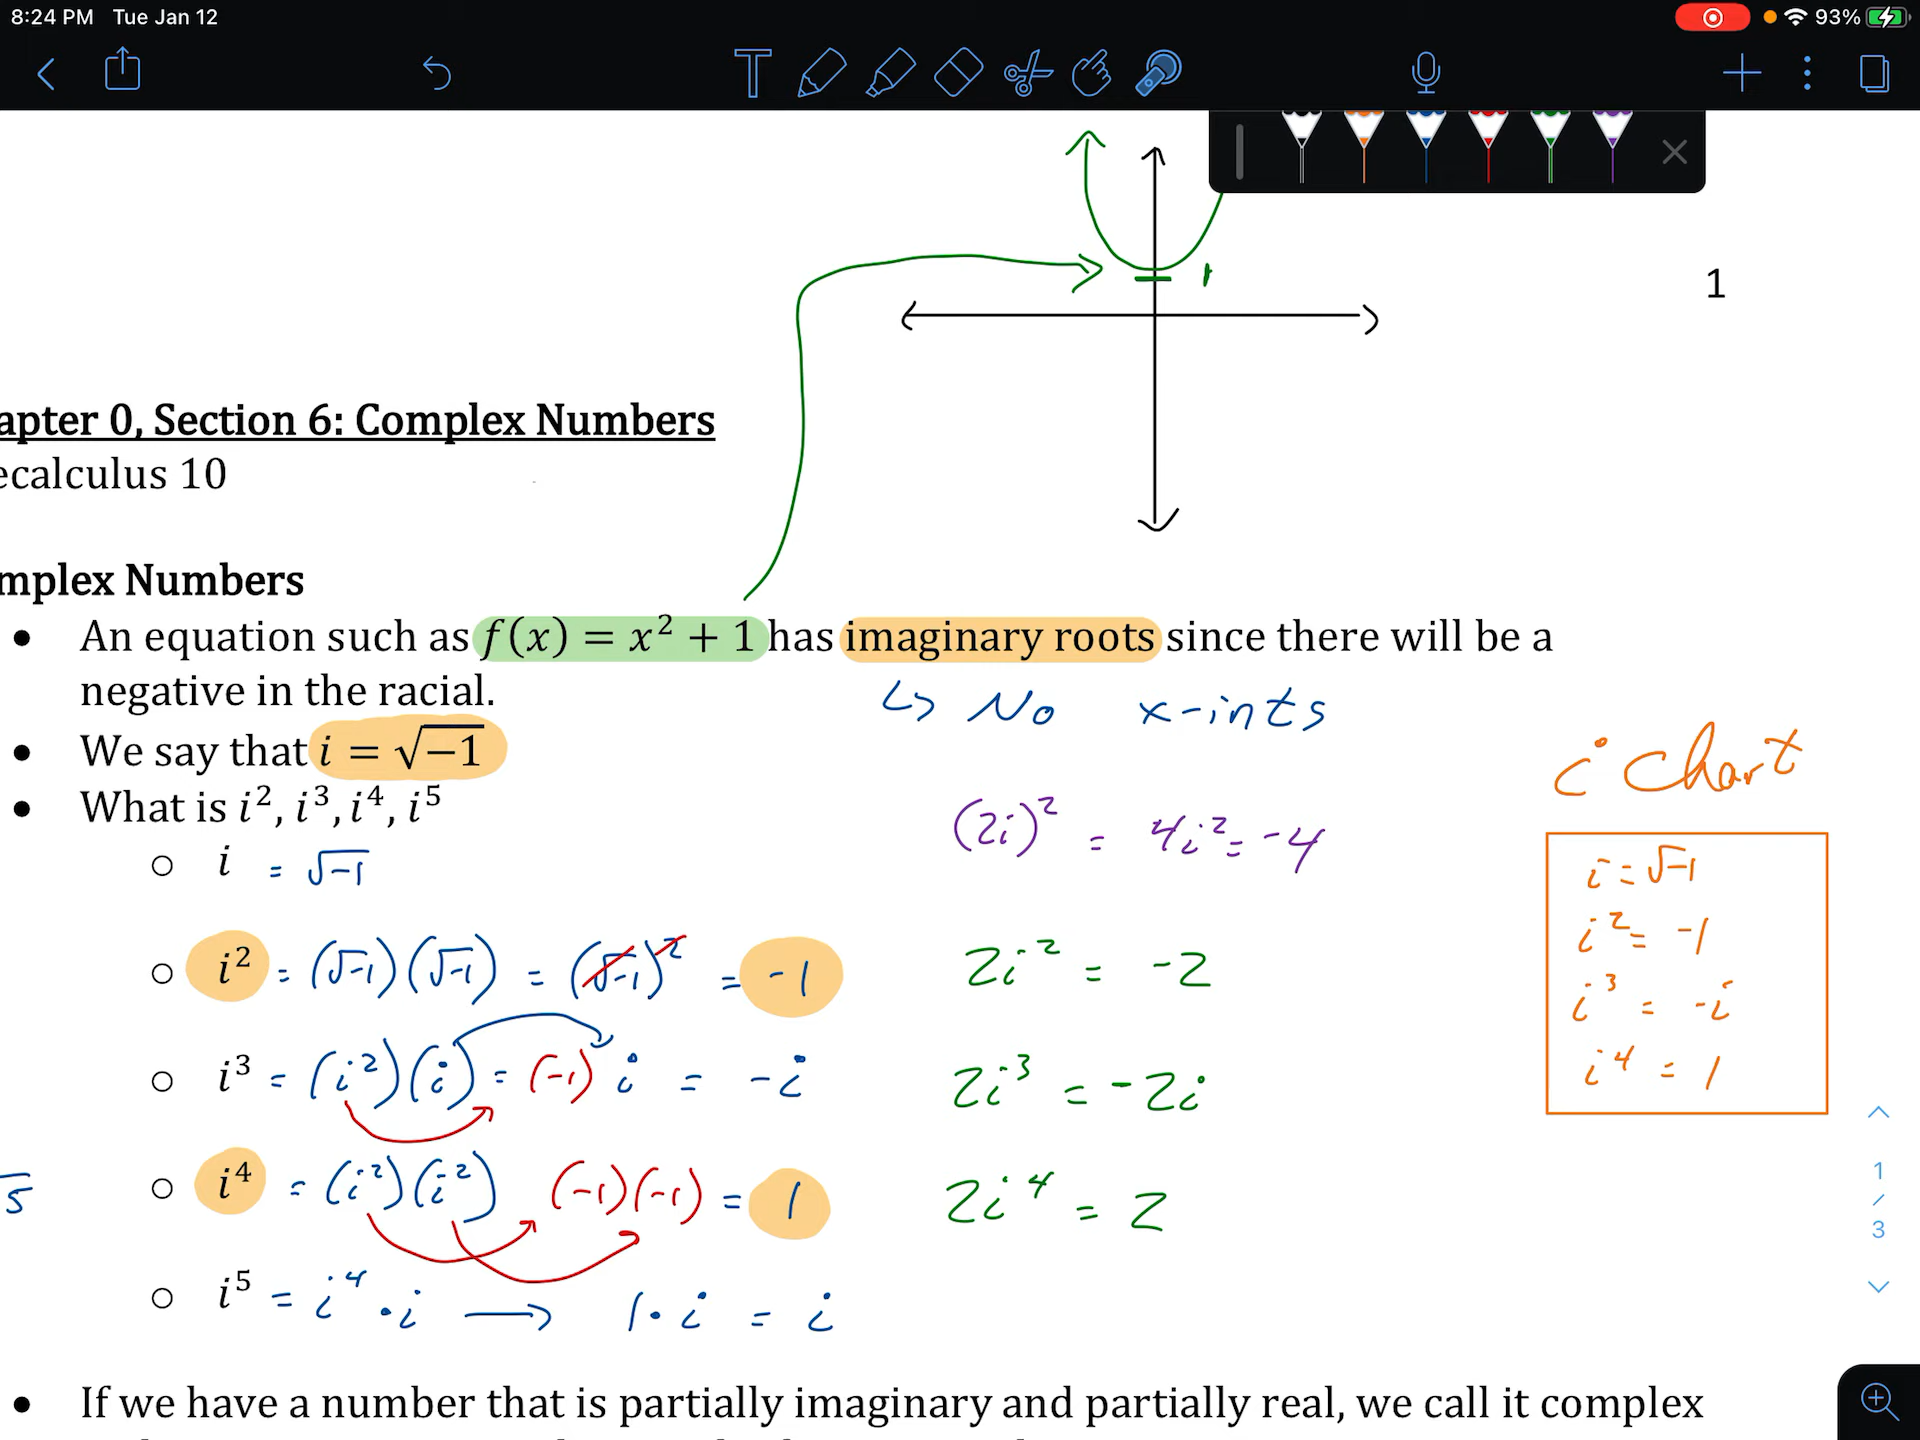 8:24 PM Tue Jan 12 93%
T
1
apter 0, Section 6: Complex Numbers
ecalculus 10
mplex Numbers
• An equation such as f(x) = x² + 1 has imaginary roots since there will be a
negative in the racial.
↳ No x-ints
• We say that i = √−1
i chart
• What is i², i³, i⁴, i⁵
(2i)² = 4i² = -4
○ i = √-1
i = √-1
○ i² = (√-1)(√-1) = (√-1)² = -1
2i² = -2
i² = -1
○ i³ = (i²)(i) = (-1) i = -i
2i³ = -2i
i³ = -i
i⁴ = 1
5
○ i⁴ = (i²)(i²) (-1)(-1) = 1
2i⁴ = 2
1
/
3
○ i⁵ = i⁴ · i → 1 · i = i
• If we have a number that is partially imaginary and partially real, we call it complex